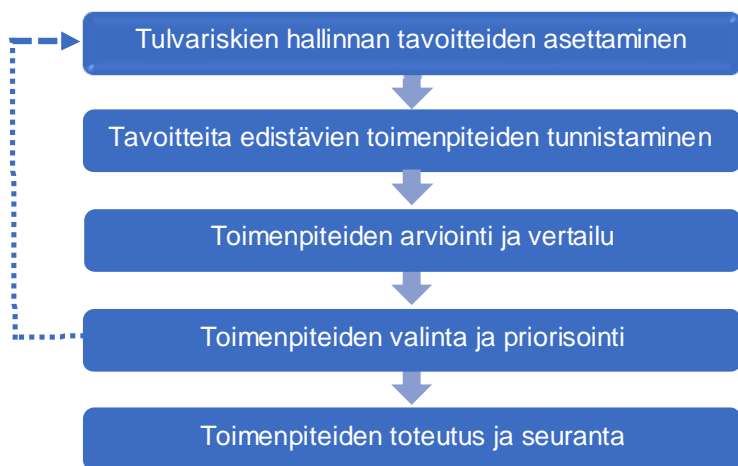 Tulvariskien hallinnan tavoitteiden asettaminen
Tavoitteita edistävien toimenpiteiden tunnistaminen
Toimenpiteiden arviointi ja vertailu
Toimenpiteiden valinta ja priorisointi
Toimenpiteiden toteutus ja seuranta